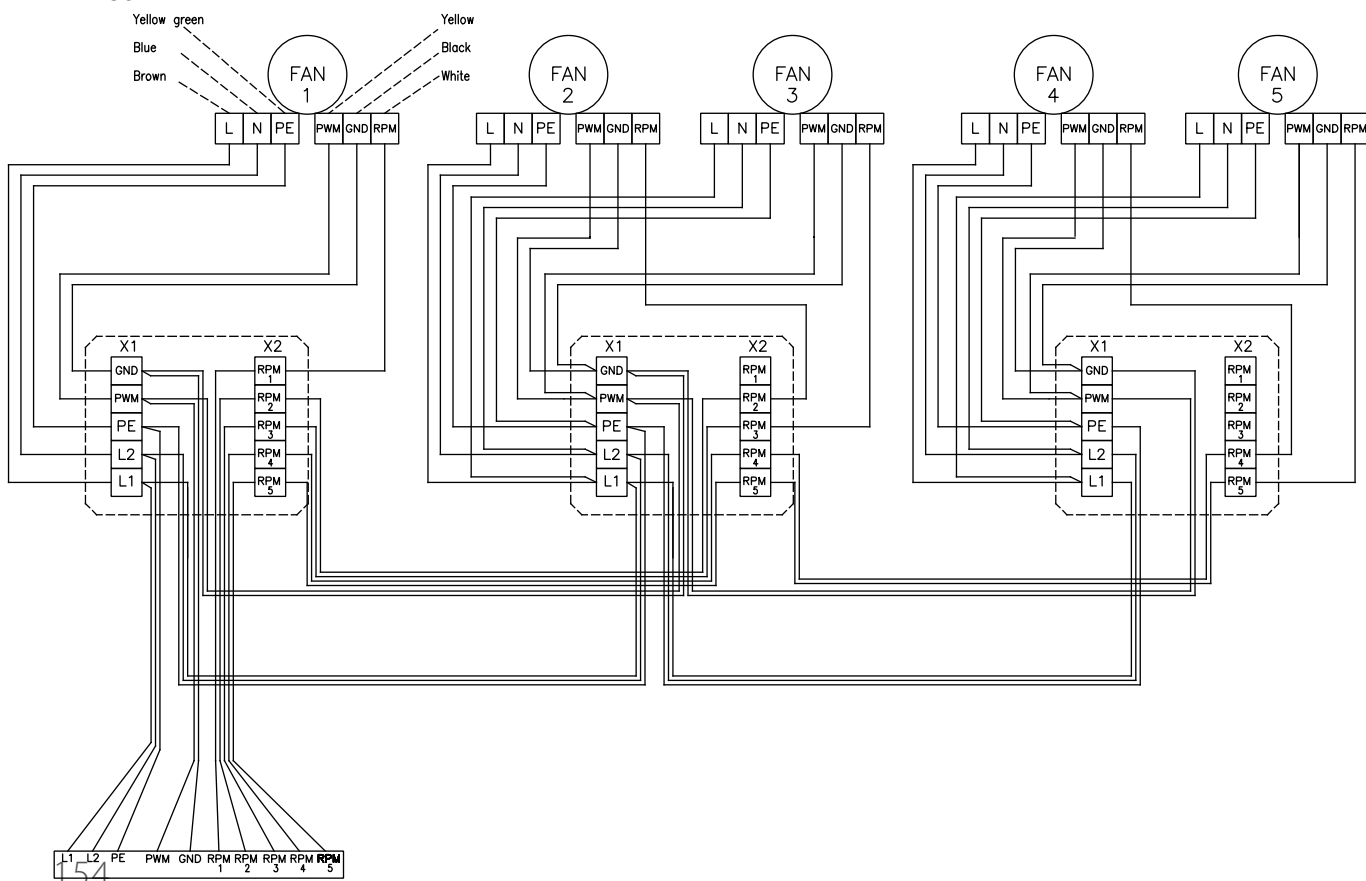 Yellow green
Blue
Brown
Yellow
Black
White
FAN
1
FAN
2
FAN
3
FAN
4
FAN
5
L N PE PWM GND RPM
L N PE PWM GND RPM
L N PE PWM GND RPM
L N PE PWM GND RPM
L N PE PWM GND RPM
X1
GND
PWM
PE
L2
L1
X2
RPM
1
RPM
2
RPM
3
RPM
4
RPM
5
X1
GND
PWM
PE
L2
L1
X2
RPM
1
RPM
2
RPM
3
RPM
4
RPM
5
X1
GND
PWM
PE
L2
L1
X2
RPM
1
RPM
2
RPM
3
RPM
4
RPM
5
L1 L2 PE PWM GND RPM RPM RPM RPM RPM
1 2 3 4 5
154